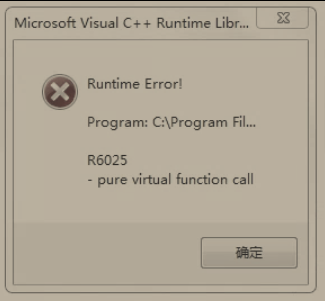 Microsoft Visual C++ Runtime Libr...
Runtime Error!
Program: C:\Program Fil...
R6025
- pure virtual function call
确定